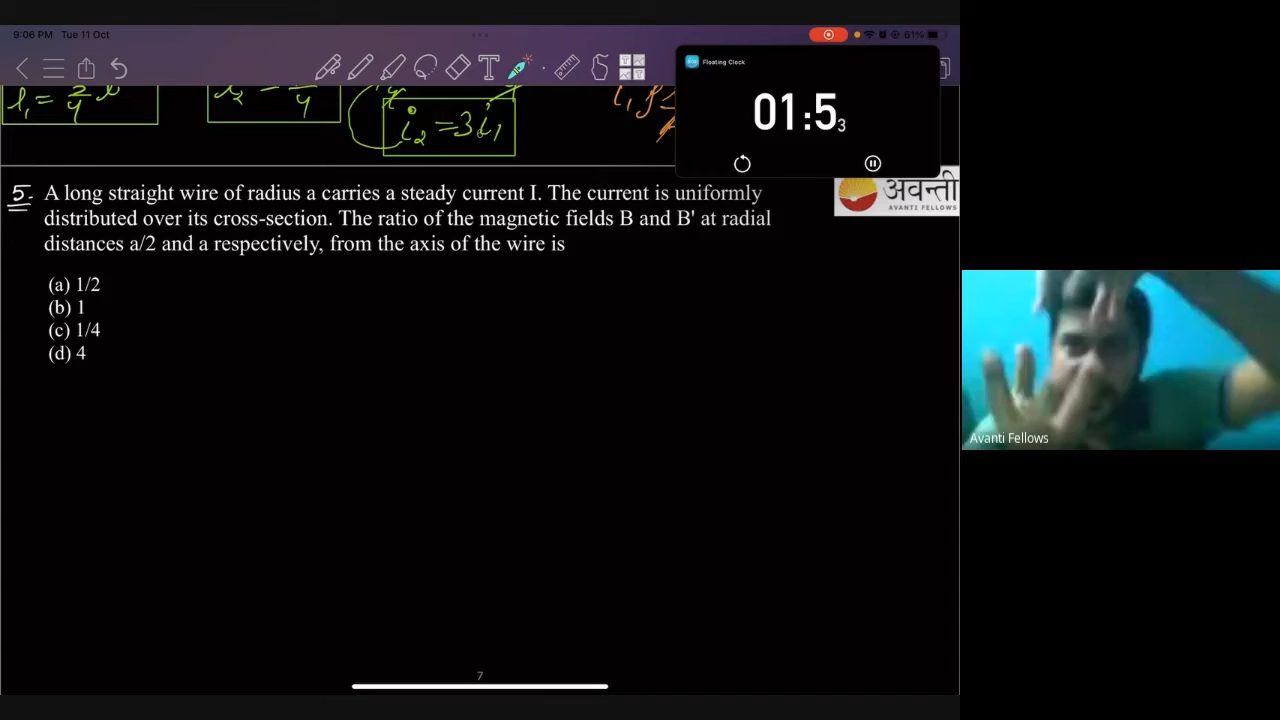 9:06 PM Tue 11 Oct
61%
Floating Clock
01:53
i₂ = 3i₁
5. A long straight wire of radius a carries a steady current I. The current is uniformly
distributed over its cross-section. The ratio of the magnetic fields B and B' at radial
distances a/2 and a respectively, from the axis of the wire is
अवन्ती
AVANTI FELLOWS
(a) 1/2
(b) 1
(c) 1/4
(d) 4
Avanti Fellows
7